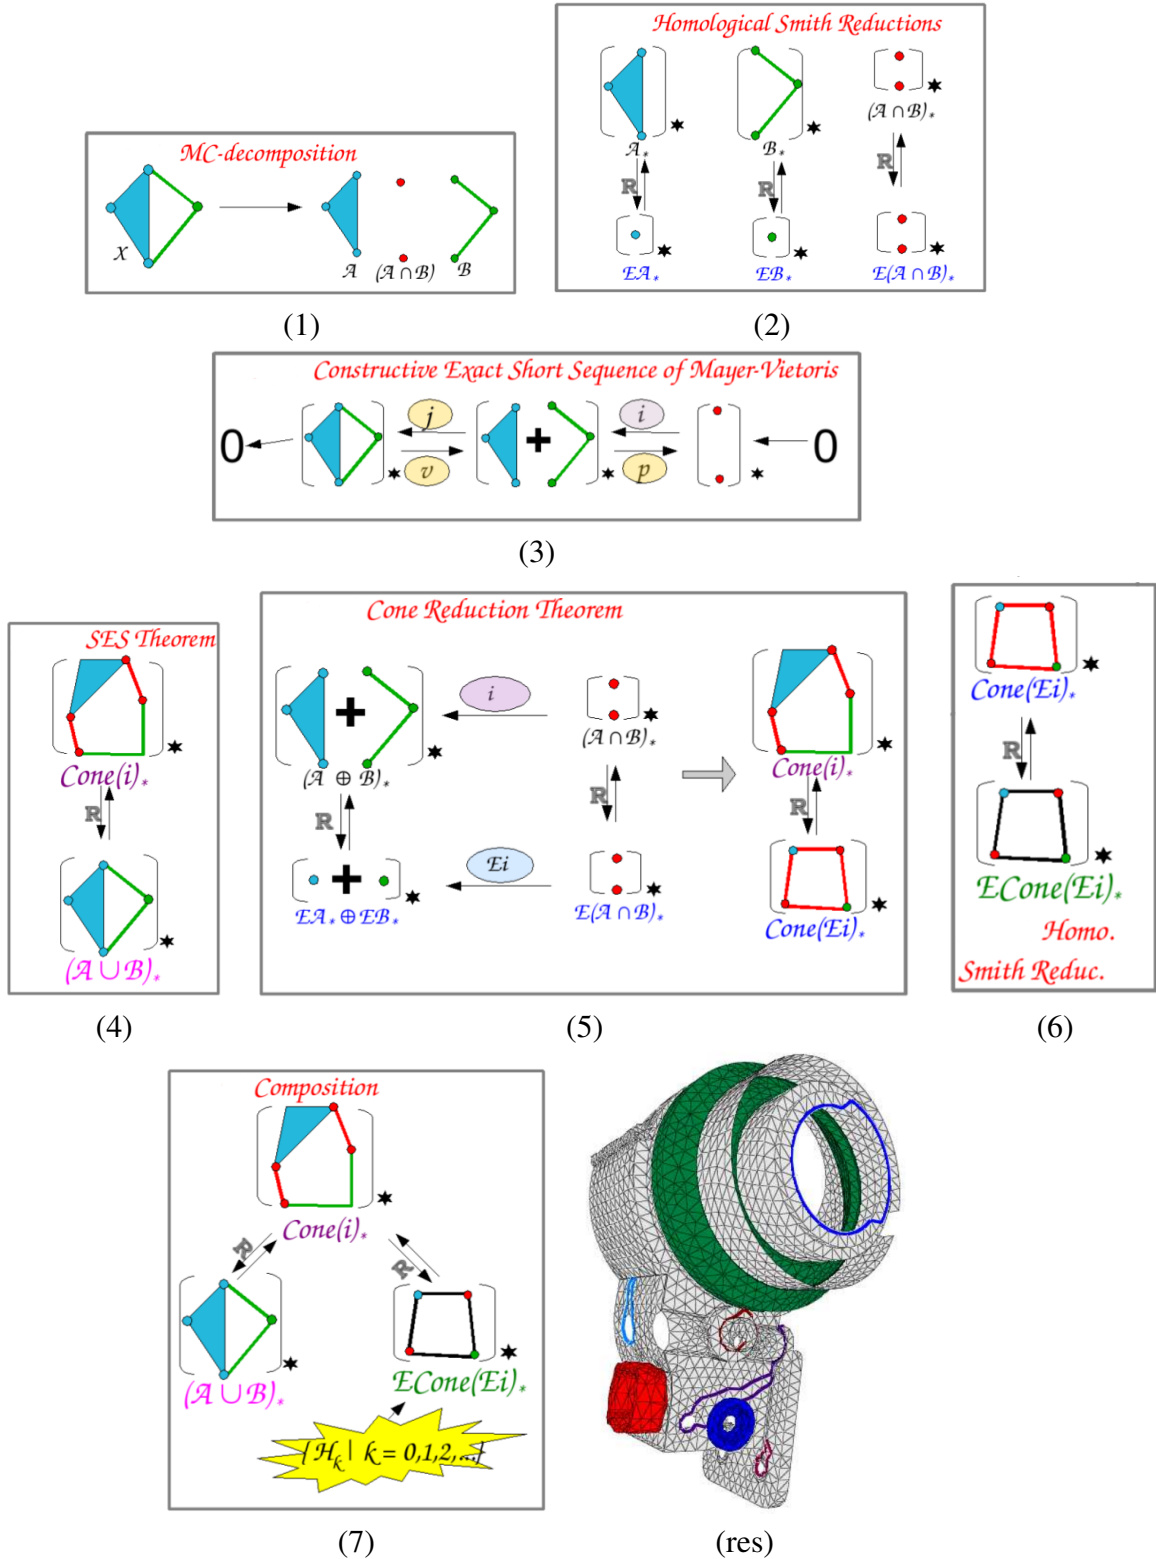 MC-decomposition
X
A
(A ∩ B)
B
(1)
Homological Smith Reductions
A*
B*
(A ∩ B)*
R
R
R
EA*
EB*
E(A ∩ B)*
(2)
Constructive Exact Short Sequence of Mayer-Vietoris
0
j
v
+
i
p
0
(3)
SES Theorem
Cone(i)*
R
(A ∪ B)*
(4)
Cone Reduction Theorem
+
i
(A ⊕ B)*
(A ∩ B)*
Cone(i)*
R
R
R
+
Ei
EA* ⊕ EB*
E(A ∩ B)*
Cone(Ei)*
(5)
Cone(Ei)*
R
ECone(Ei)*
Homo.
Smith Reduc.
(6)
Composition
Cone(i)*
R
R
(A ∪ B)*
ECone(Ei)*
{H_k | k = 0,1,2,...}
(7)
(res)